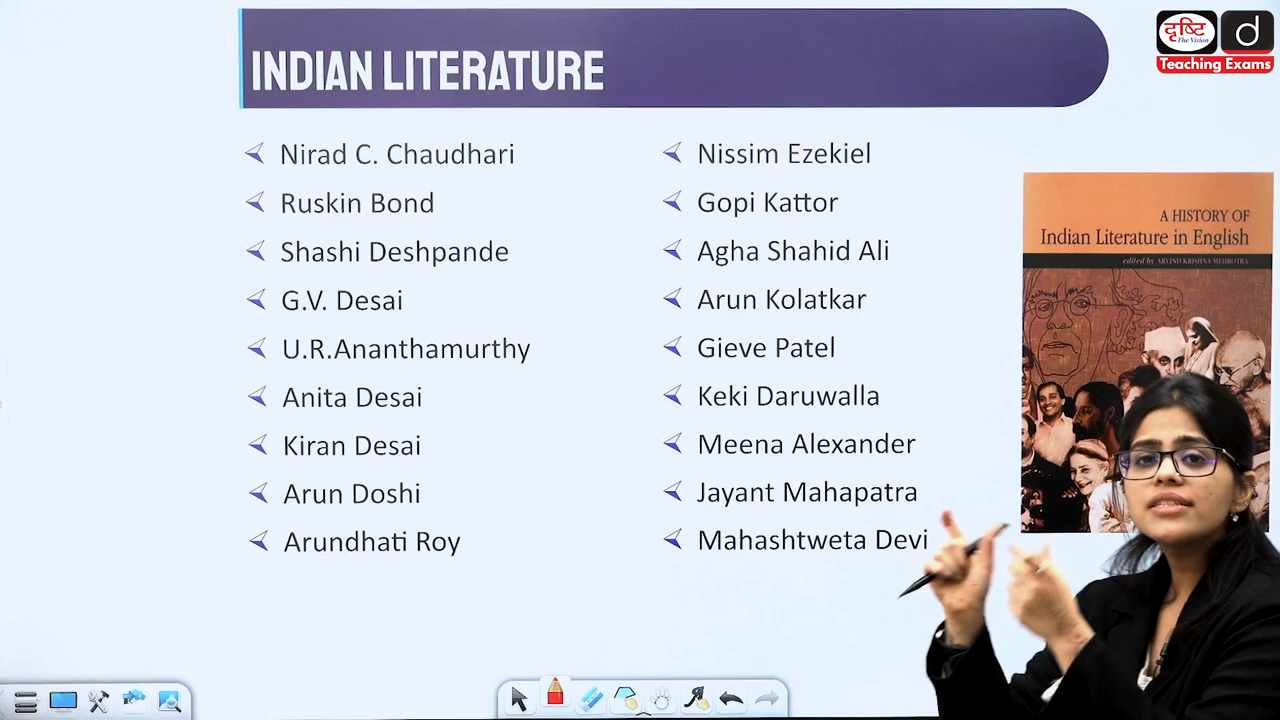 INDIAN LITERATURE
दृष्टि
The Vision
d
Teaching Exams
Nirad C. Chaudhari
Ruskin Bond
Shashi Deshpande
G.V. Desai
U.R.Ananthamurthy
Anita Desai
Kiran Desai
Arun Doshi
Arundhati Roy
Nissim Ezekiel
Gopi Kattor
Agha Shahid Ali
Arun Kolatkar
Gieve Patel
Keki Daruwalla
Meena Alexander
Jayant Mahapatra
Mahashtweta Devi
A HISTORY OF
Indian Literature in English
edited by ARVIND KRISHNA MEHROTRA